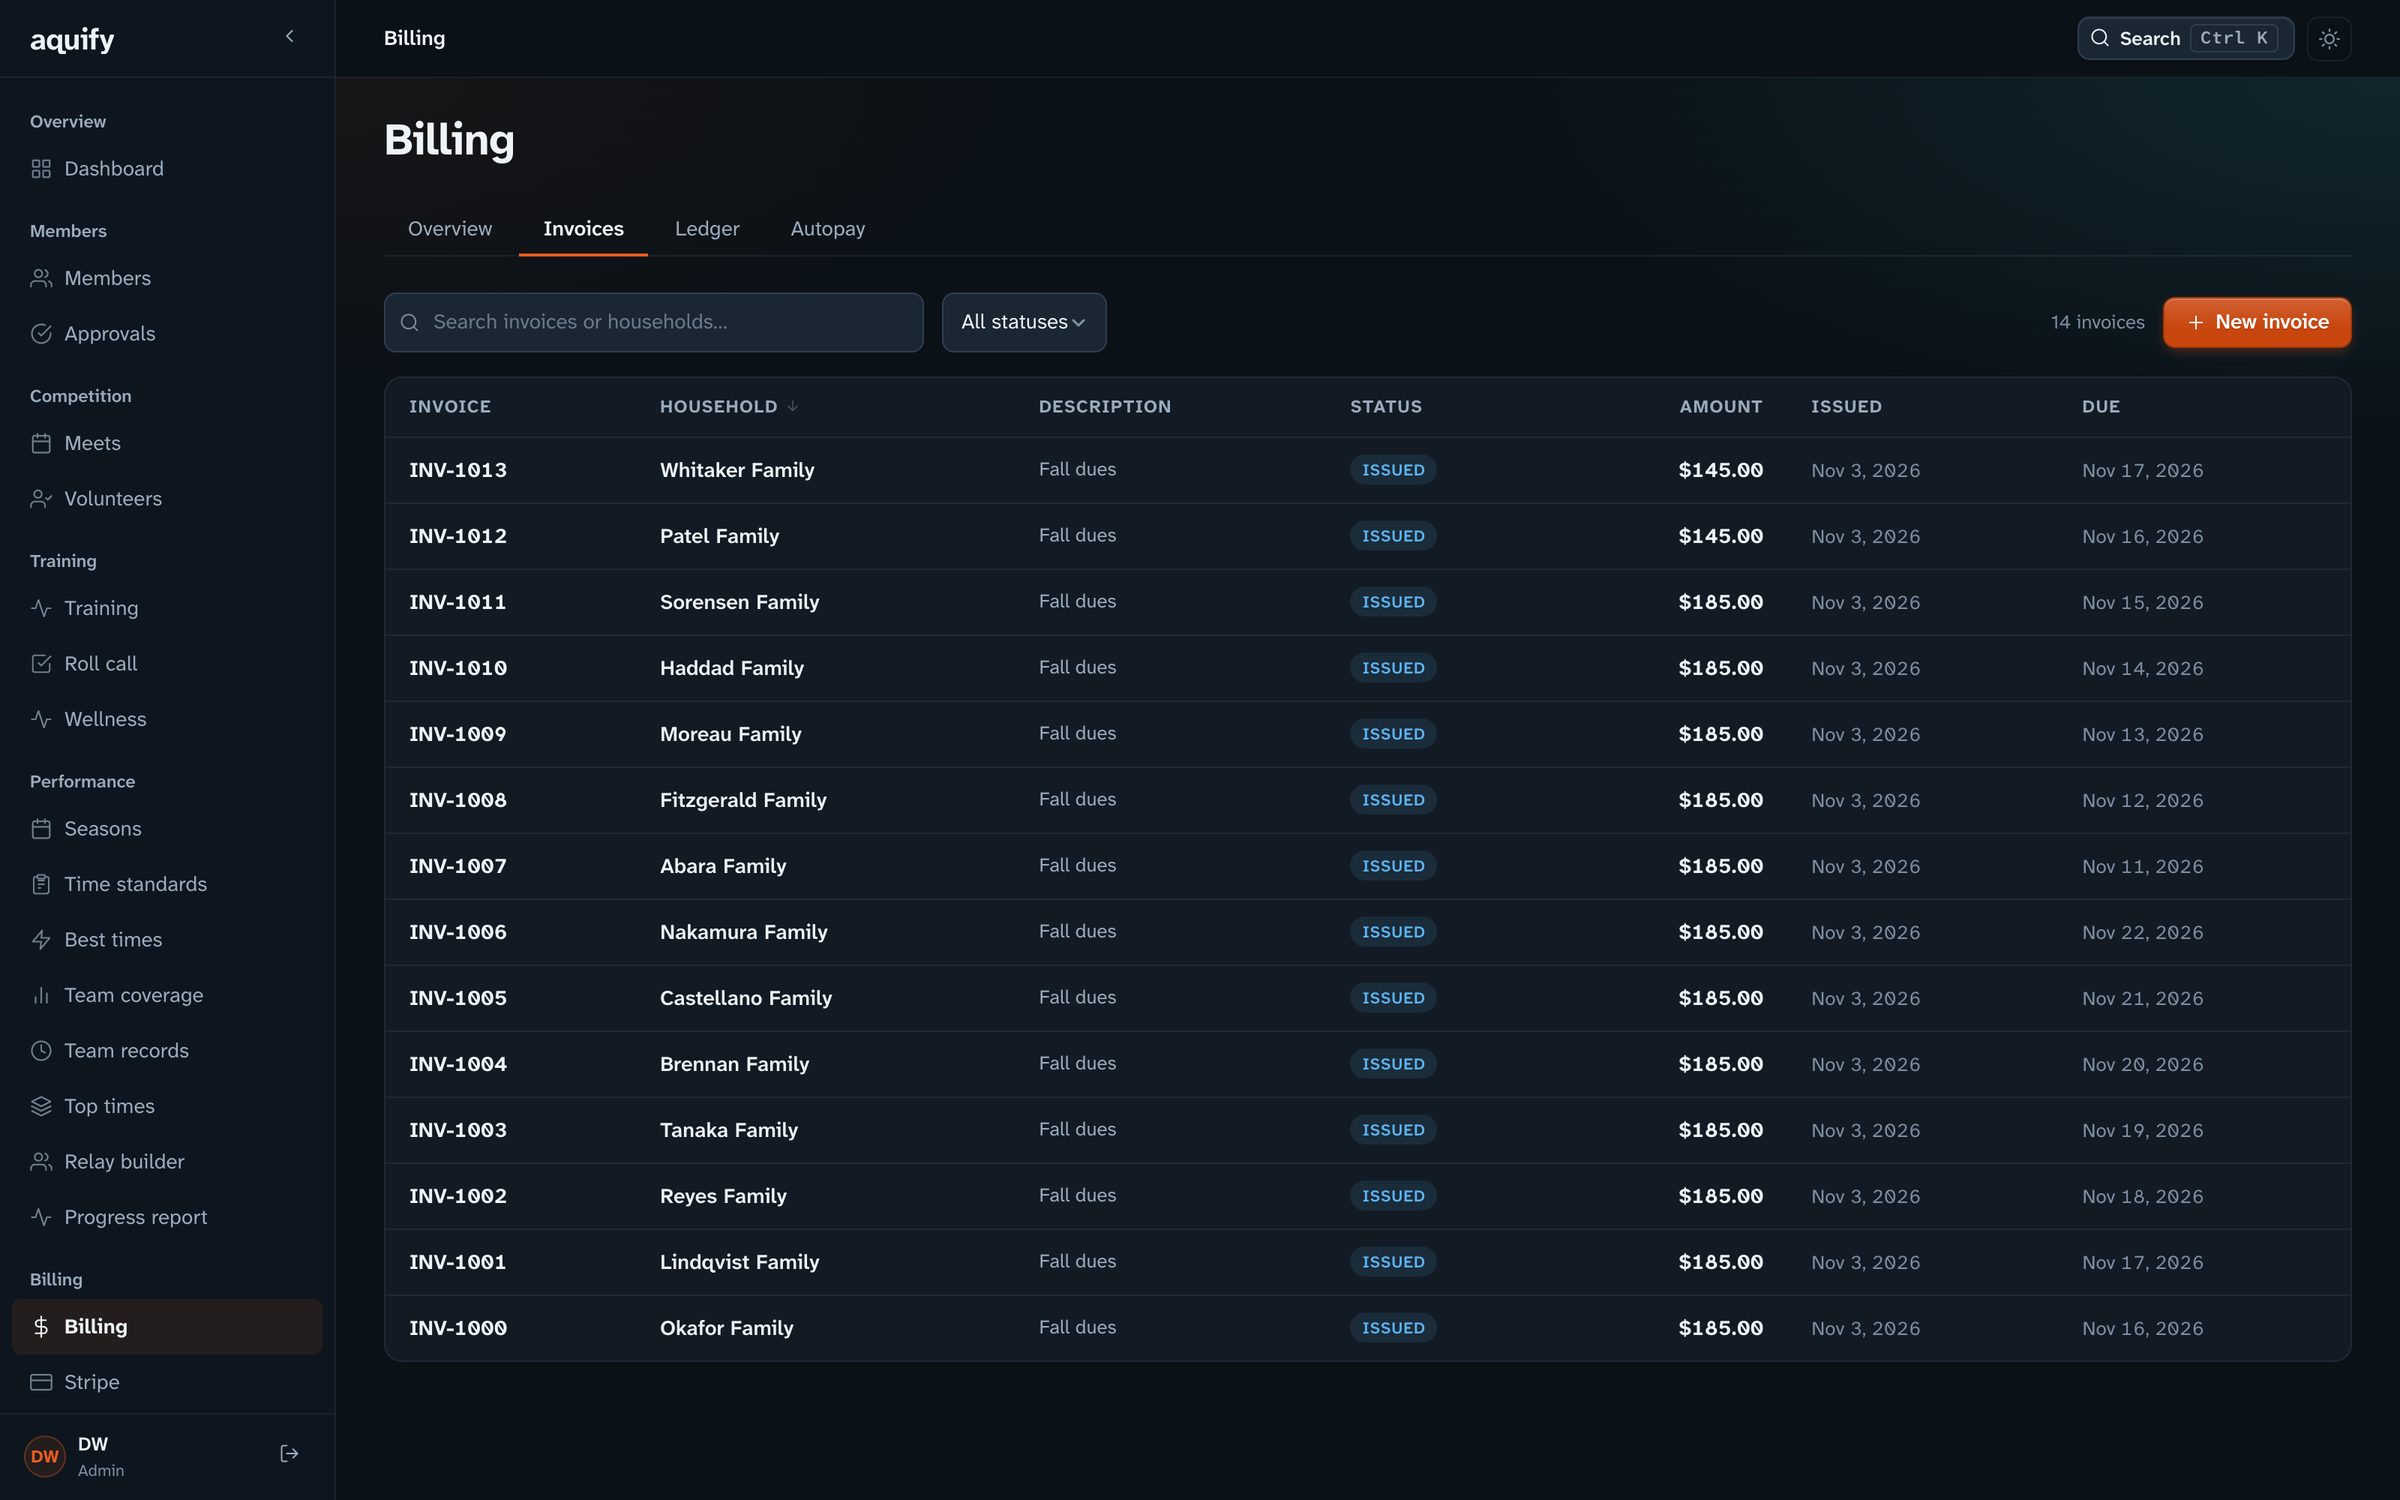 aquify
Billing
Search Ctrl K
Overview
Dashboard
Members
Members
Approvals
Competition
Meets
Volunteers
Training
Training
Roll call
Wellness
Performance
Seasons
Time standards
Best times
Team coverage
Team records
Top times
Relay builder
Progress report
Billing
Billing
Stripe
DW
DW
Admin
Billing
Overview Invoices Ledger Autopay
Search invoices or households...
All statuses
14 invoices
+ New invoice
INVOICE HOUSEHOLD ↓ DESCRIPTION STATUS AMOUNT ISSUED DUE
INV-1013 Whitaker Family Fall dues ISSUED $145.00 Nov 3, 2026 Nov 17, 2026
INV-1012 Patel Family Fall dues ISSUED $145.00 Nov 3, 2026 Nov 16, 2026
INV-1011 Sorensen Family Fall dues ISSUED $185.00 Nov 3, 2026 Nov 15, 2026
INV-1010 Haddad Family Fall dues ISSUED $185.00 Nov 3, 2026 Nov 14, 2026
INV-1009 Moreau Family Fall dues ISSUED $185.00 Nov 3, 2026 Nov 13, 2026
INV-1008 Fitzgerald Family Fall dues ISSUED $185.00 Nov 3, 2026 Nov 12, 2026
INV-1007 Abara Family Fall dues ISSUED $185.00 Nov 3, 2026 Nov 11, 2026
INV-1006 Nakamura Family Fall dues ISSUED $185.00 Nov 3, 2026 Nov 22, 2026
INV-1005 Castellano Family Fall dues ISSUED $185.00 Nov 3, 2026 Nov 21, 2026
INV-1004 Brennan Family Fall dues ISSUED $185.00 Nov 3, 2026 Nov 20, 2026
INV-1003 Tanaka Family Fall dues ISSUED $185.00 Nov 3, 2026 Nov 19, 2026
INV-1002 Reyes Family Fall dues ISSUED $185.00 Nov 3, 2026 Nov 18, 2026
INV-1001 Lindqvist Family Fall dues ISSUED $185.00 Nov 3, 2026 Nov 17, 2026
INV-1000 Okafor Family Fall dues ISSUED $185.00 Nov 3, 2026 Nov 16, 2026